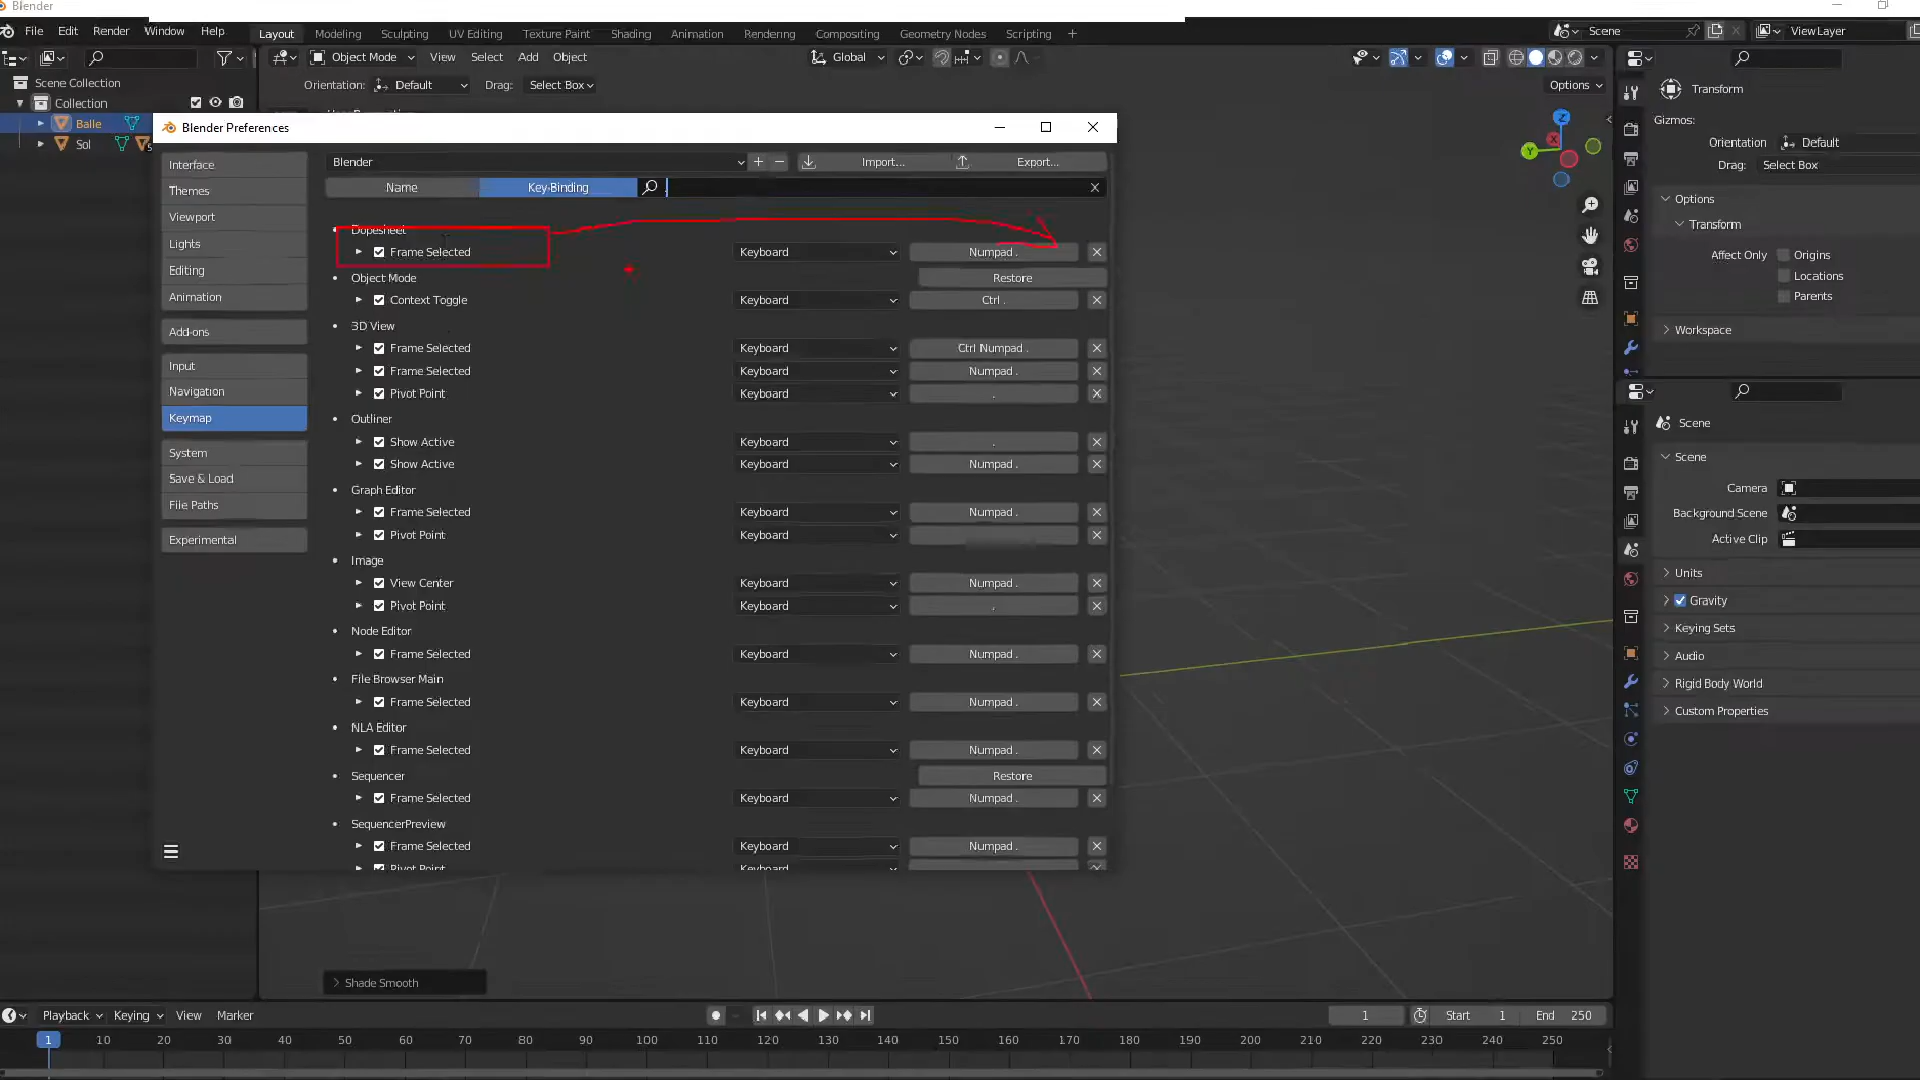 Blender
File Edit Render Window Help
Layout Modeling Sculpting UV Editing Texture Paint Shading Animation Rendering Compositing Geometry Nodes Scripting +
Scene ViewLayer
Object Mode View Select Add Object Global
Orientation: Default Drag: Select Box Options
Scene Collection
Collection
Balle
Sol
Blender Preferences
Interface
Themes
Viewport
Lights
Editing
Animation
Add-ons
Input
Navigation
Keymap
System
Save & Load
File Paths
Experimental
Blender + − Import... Export...
Name Key-Binding
Dopesheet
Frame Selected Keyboard Numpad .
Object Mode Restore
Context Toggle Keyboard Ctrl .
3D View
Frame Selected Keyboard Ctrl Numpad .
Frame Selected Keyboard Numpad .
Pivot Point Keyboard .
Outliner
Show Active Keyboard .
Show Active Keyboard Numpad .
Graph Editor
Frame Selected Keyboard Numpad .
Pivot Point Keyboard
Image
View Center Keyboard Numpad .
Pivot Point Keyboard .
Node Editor
Frame Selected Keyboard Numpad .
File Browser Main
Frame Selected Keyboard Numpad .
NLA Editor
Frame Selected Keyboard Numpad .
Sequencer Restore
Frame Selected Keyboard Numpad .
SequencerPreview
Frame Selected Keyboard Numpad .
Pivot Point Keyboard
Z
Y
X
Transform
Gizmos:
Orientation Default
Drag: Select Box
Options
Transform
Affect Only Origins
Locations
Parents
Workspace
Scene
Scene
Camera
Background Scene
Active Clip
Units
Gravity
Keying Sets
Audio
Rigid Body World
Custom Properties
Shade Smooth
Playback Keying View Marker 1 Start 1 End 250
1 10 20 30 40 50 60 70 80 90 100 110 120 130 140 150 160 170 180 190 200 210 220 230 240 250